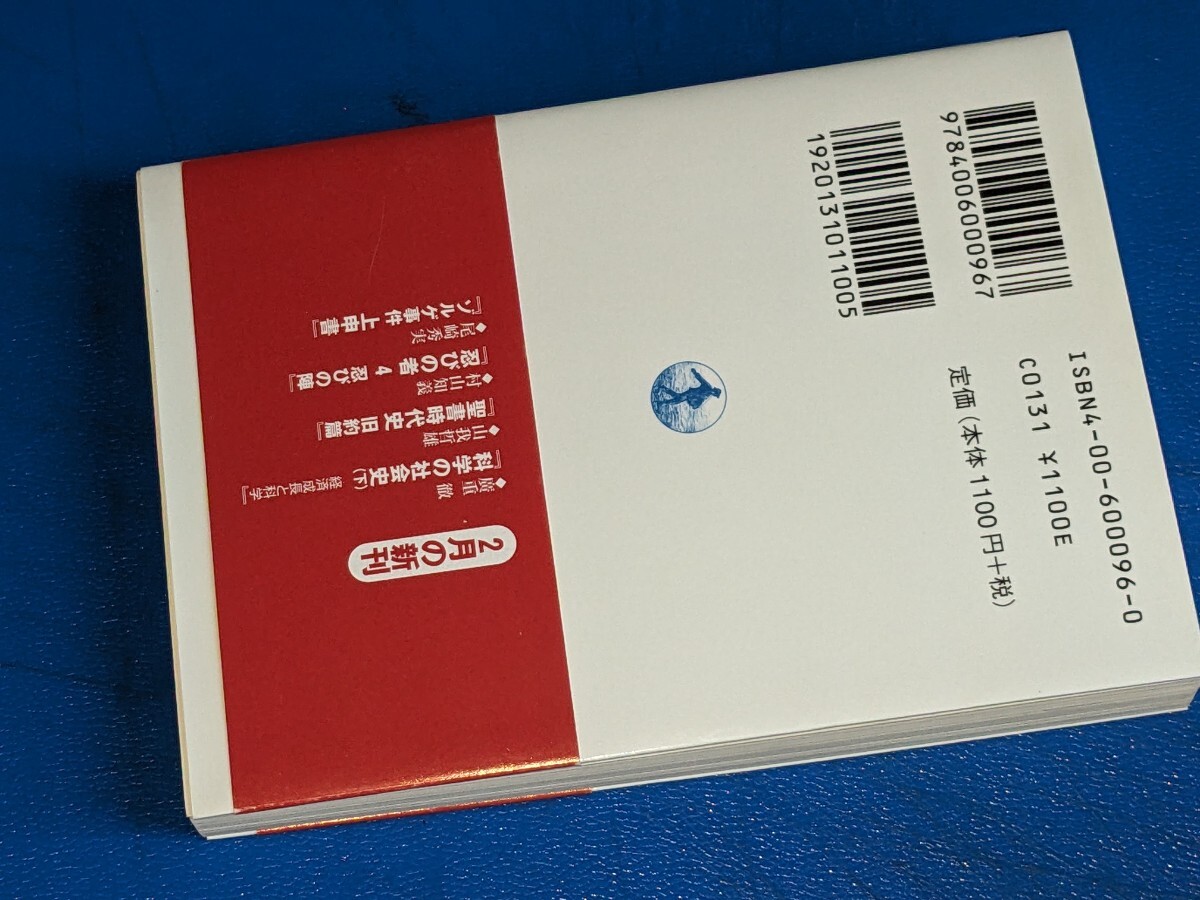 9784006000967
1920131011005
ISBN4-00-600096-0
C0131 ¥1100E
定価(本体1100円+税)
2月の新刊
◆廣重 徹
『科学の社会史(下) 経済成長と科学』
◆山我哲雄
『聖書時代史 旧約篇』
◆村山知義
『忍びの者 4 忍びの陣』
◆尾崎秀実
『ゾルゲ事件 上申書』